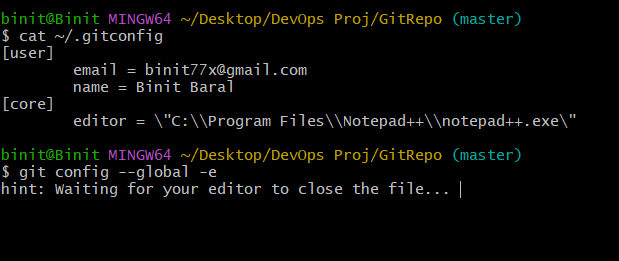 binit@Binit MINGW64 ~/Desktop/DevOps Proj/GitRepo (master)
$ cat ~/.gitconfig
[user]
        email = binit77x@gmail.com
        name = Binit Baral
[core]
        editor = \"C:\\Program Files\\Notepad++\\notepad++.exe\"
binit@Binit MINGW64 ~/Desktop/DevOps Proj/GitRepo (master)
$ git config --global -e
hint: Waiting for your editor to close the file...